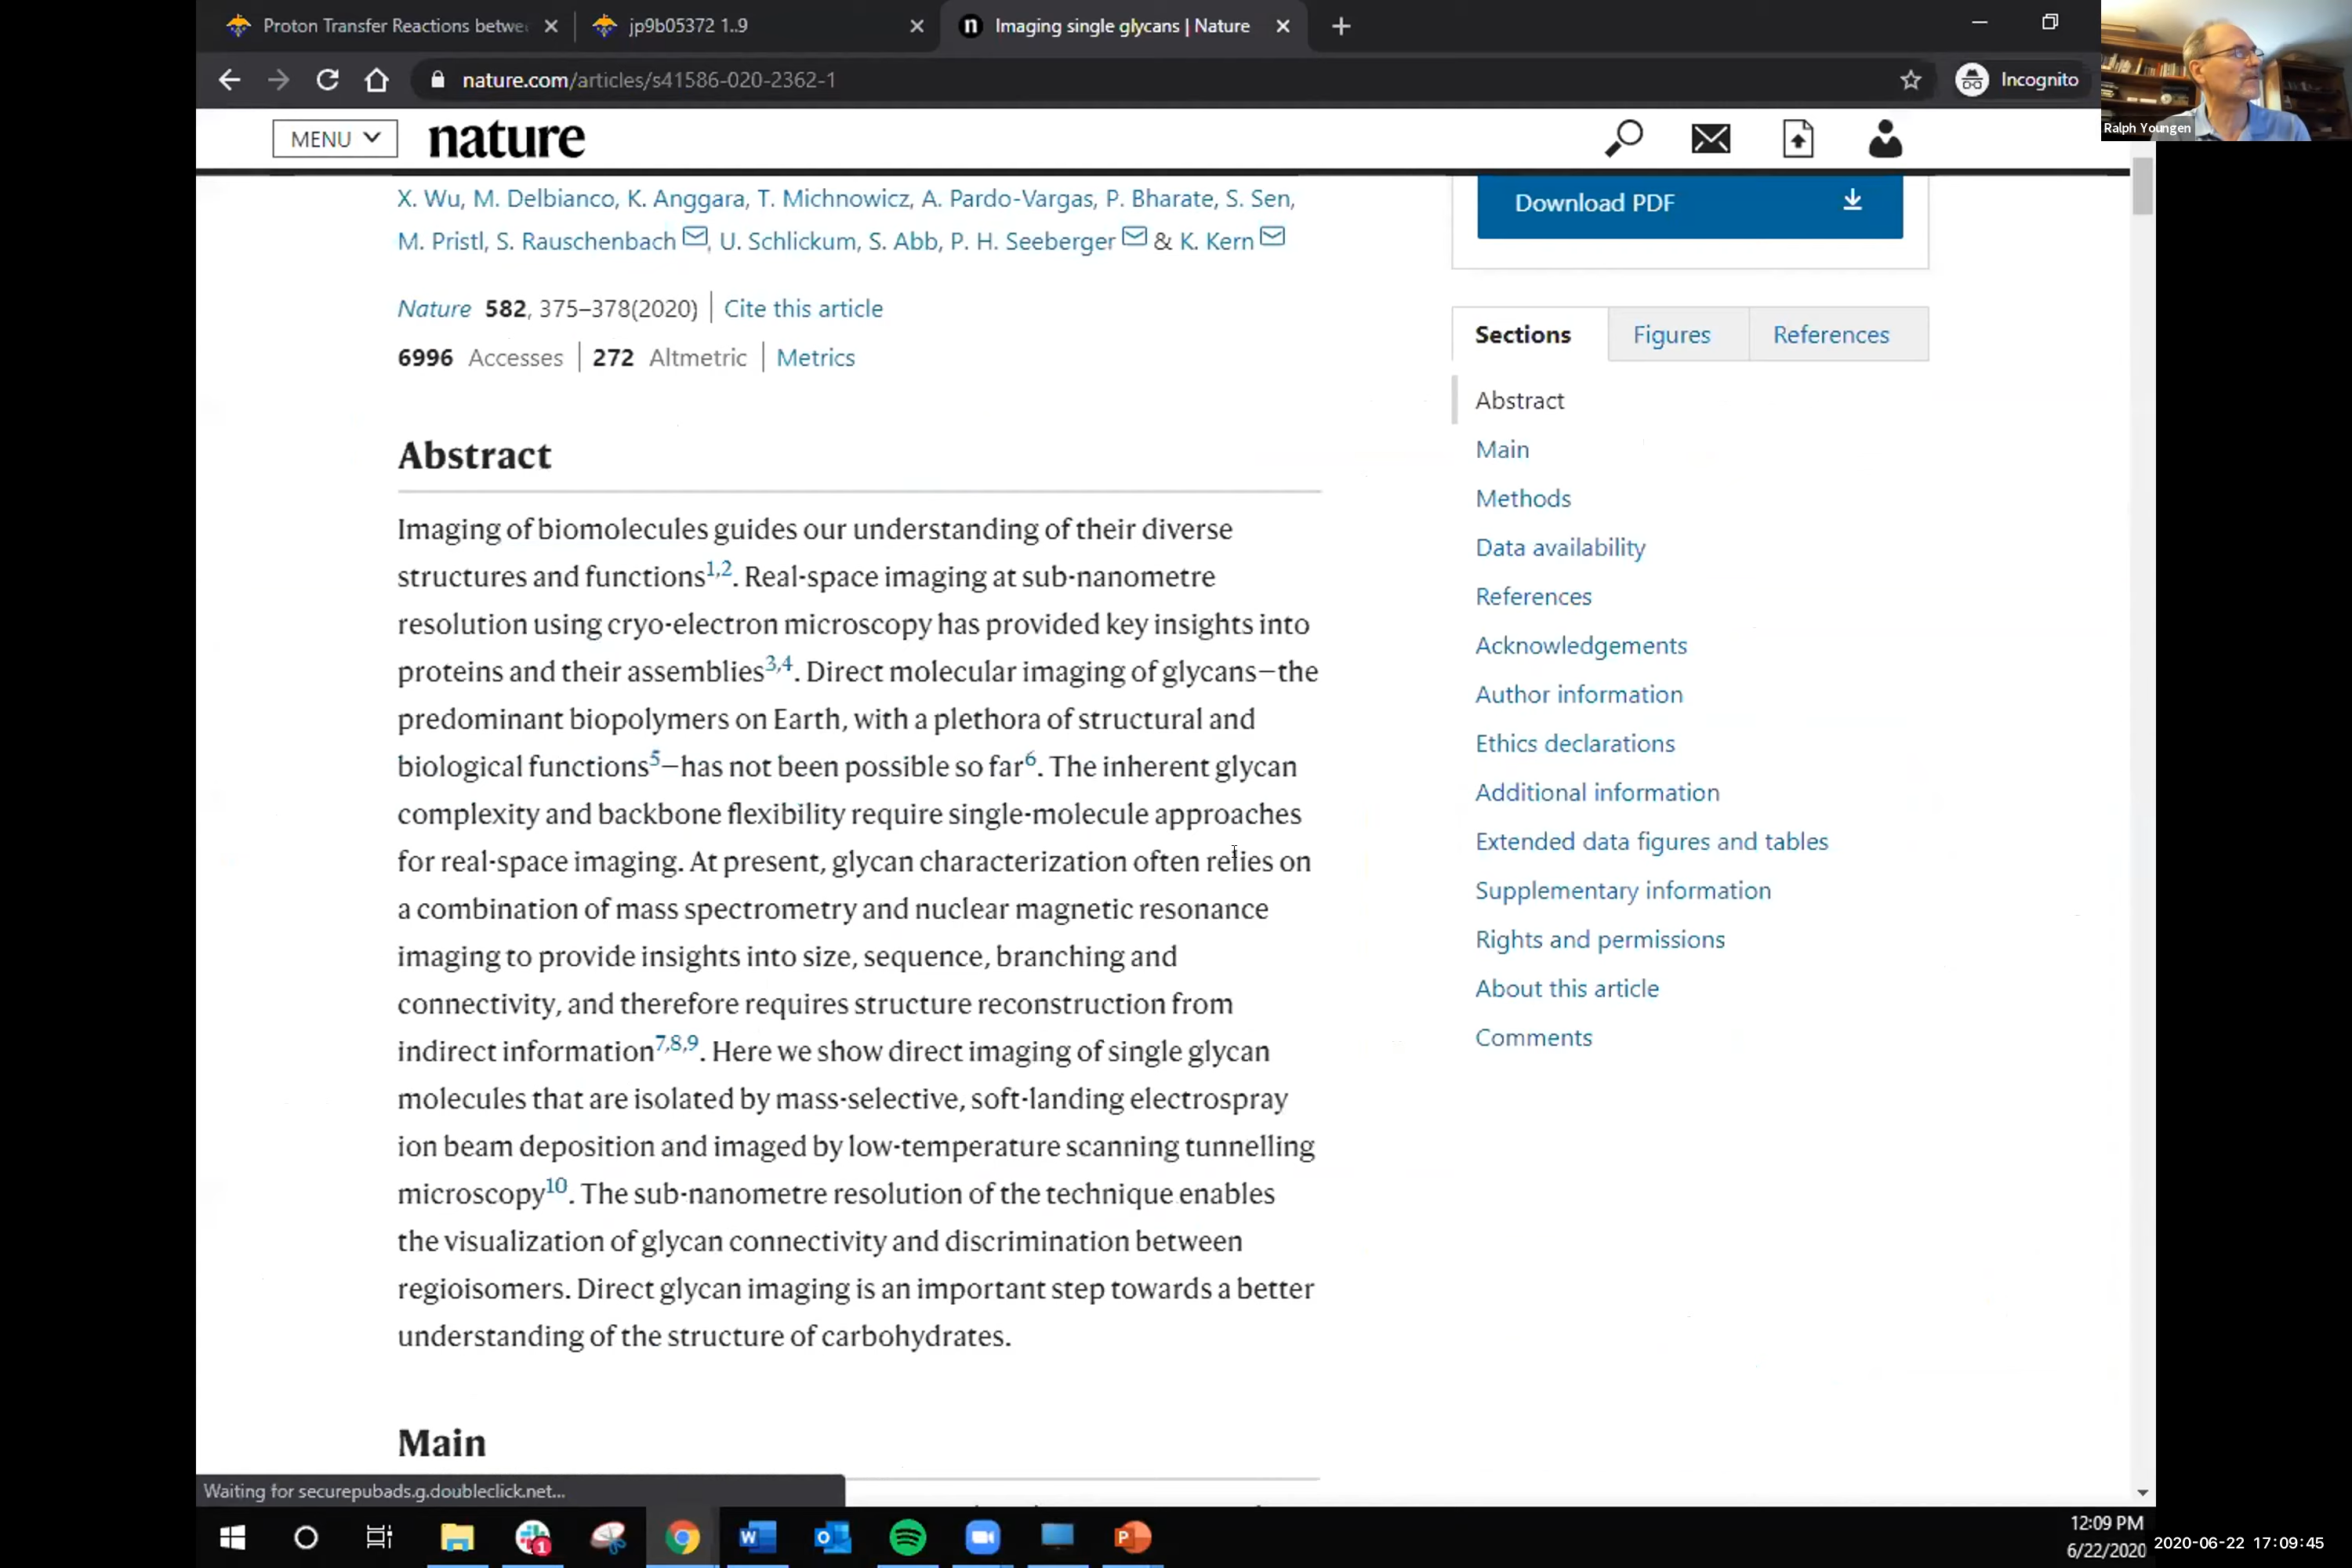 Proton Transfer Reactions betwee
jp9b05372 1..9
Imaging single glycans | Nature
nature.com/articles/s41586-020-2362-1
Incognito
Ralph Youngen
MENU
nature
X. Wu, M. Delbianco, K. Anggara, T. Michnowicz, A. Pardo-Vargas, P. Bharate, S. Sen,
M. Pristl, S. Rauschenbach, U. Schlickum, S. Abb, P. H. Seeberger & K. Kern
Nature 582, 375–378(2020) | Cite this article
6996 Accesses | 272 Altmetric | Metrics
Abstract
Imaging of biomolecules guides our understanding of their diverse
structures and functions1,2. Real-space imaging at sub-nanometre
resolution using cryo-electron microscopy has provided key insights into
proteins and their assemblies3,4. Direct molecular imaging of glycans—the
predominant biopolymers on Earth, with a plethora of structural and
biological functions5—has not been possible so far6. The inherent glycan
complexity and backbone flexibility require single-molecule approaches
for real-space imaging. At present, glycan characterization often relies on
a combination of mass spectrometry and nuclear magnetic resonance
imaging to provide insights into size, sequence, branching and
connectivity, and therefore requires structure reconstruction from
indirect information7,8,9. Here we show direct imaging of single glycan
molecules that are isolated by mass-selective, soft-landing electrospray
ion beam deposition and imaged by low-temperature scanning tunnelling
microscopy10. The sub-nanometre resolution of the technique enables
the visualization of glycan connectivity and discrimination between
regioisomers. Direct glycan imaging is an important step towards a better
understanding of the structure of carbohydrates.
Main
Download PDF
Sections
Figures
References
Abstract
Main
Methods
Data availability
References
Acknowledgements
Author information
Ethics declarations
Additional information
Extended data figures and tables
Supplementary information
Rights and permissions
About this article
Comments
Waiting for securepubads.g.doubleclick.net...
12:09 PM
6/22/2020
2020-06-22 17:09:45